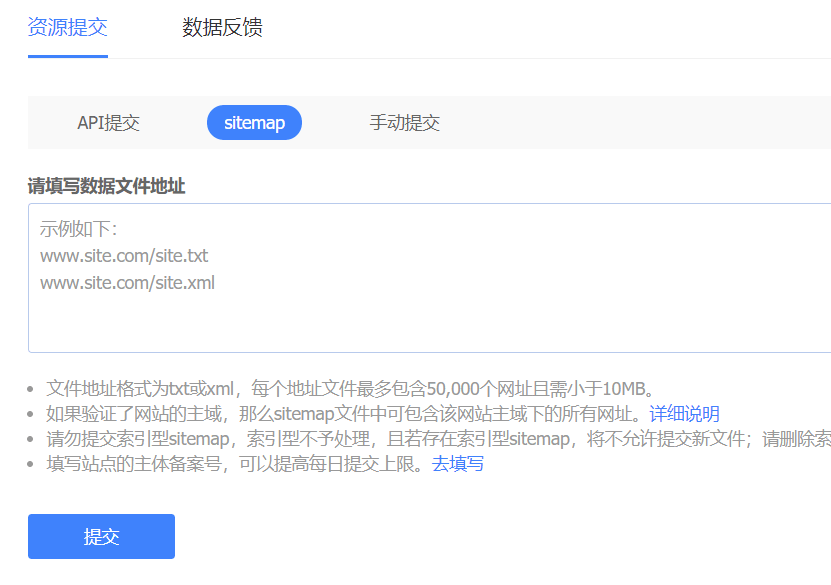 资源提交 数据反馈
API提交 sitemap 手动提交
请填写数据文件地址
示例如下：
www.site.com/site.txt
www.site.com/site.xml
文件地址格式为txt或xml，每个地址文件最多包含50,000个网址且需小于10MB。
如果验证了网站的主域，那么sitemap文件中可包含该网站主域下的所有网址。详细说明
请勿提交索引型sitemap，索引型不予处理，且若存在索引型sitemap，将不允许提交新文件；请删除索
填写站点的主体备案号，可以提高每日提交上限。去填写
提交